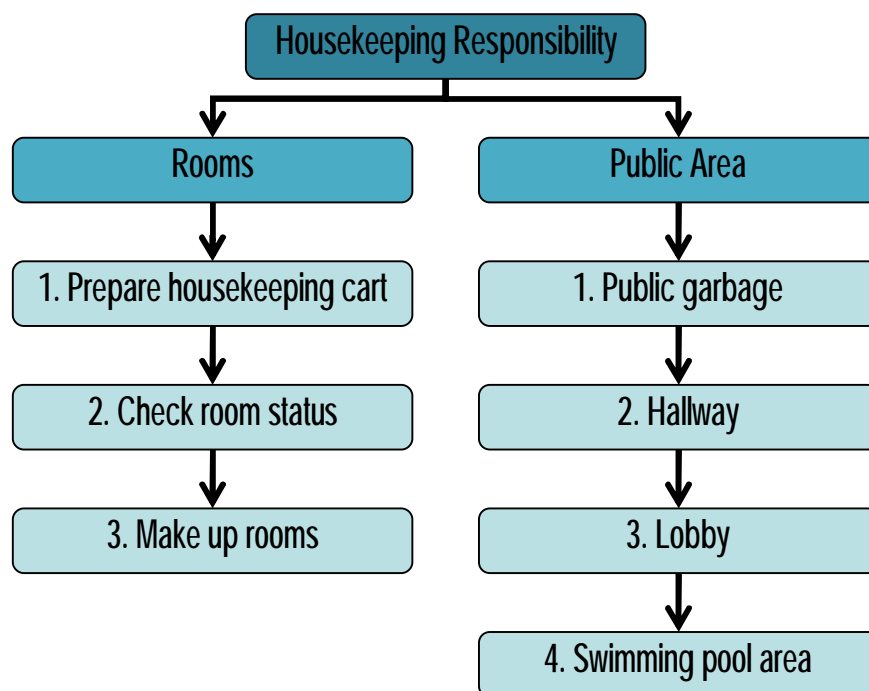 Housekeeping Responsibility
Rooms
1. Prepare housekeeping cart
2. Check room status
3. Make up rooms
Public Area
1. Public garbage
2. Hallway
3. Lobby
4. Swimming pool area